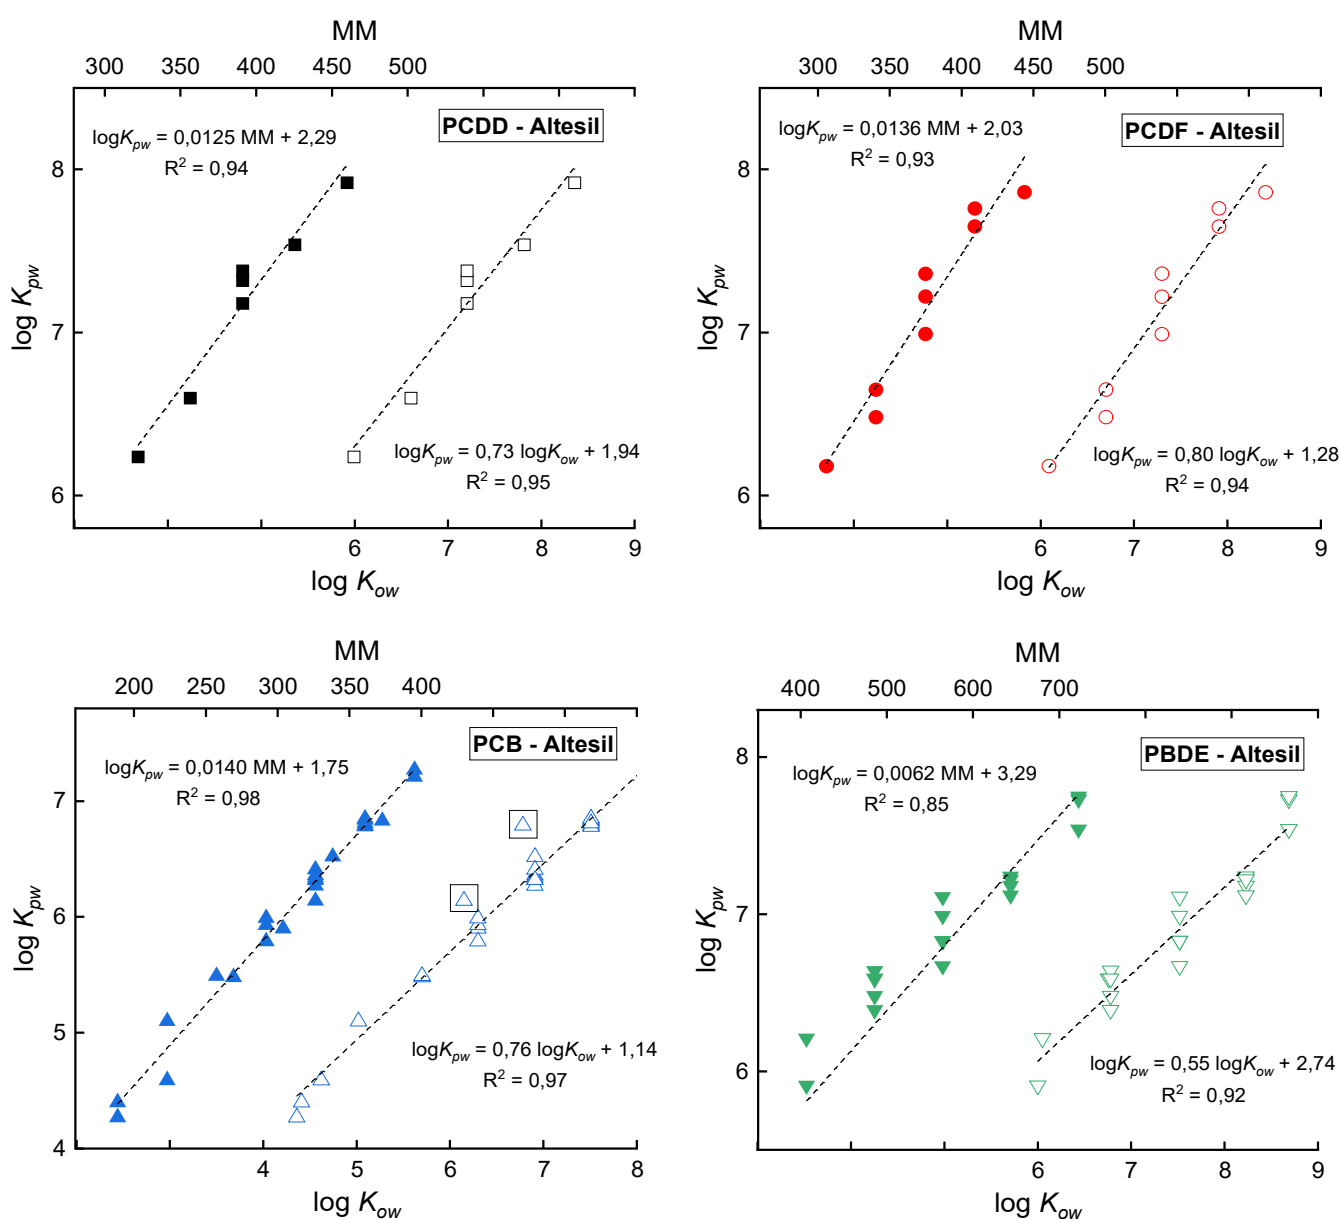 MM
300 350 400 450 500
PCDD - Altesil
logKpw = 0,0125 MM + 2,29
R² = 0,94
8
7
6
log Kpw
logKpw = 0,73 logKow + 1,94
R² = 0,95
6 7 8 9
log Kow
MM
300 350 400 450 500
PCDF - Altesil
logKpw = 0,0136 MM + 2,03
R² = 0,93
8
7
6
log Kpw
logKpw = 0,80 logKow + 1,28
R² = 0,94
6 7 8 9
log Kow
MM
200 250 300 350 400
PCB - Altesil
logKpw = 0,0140 MM + 1,75
R² = 0,98
7
6
5
4
log Kpw
logKpw = 0,76 logKow + 1,14
R² = 0,97
4 5 6 7 8
log Kow
MM
400 500 600 700
PBDE - Altesil
logKpw = 0,0062 MM + 3,29
R² = 0,85
8
7
6
log Kpw
logKpw = 0,55 logKow + 2,74
R² = 0,92
6 7 8 9
log Kow